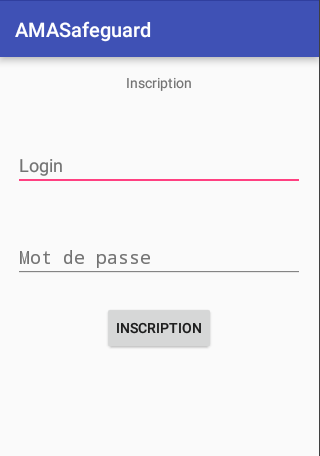 AMASafeguard
Inscription
Login
Mot de passe
INSCRIPTION